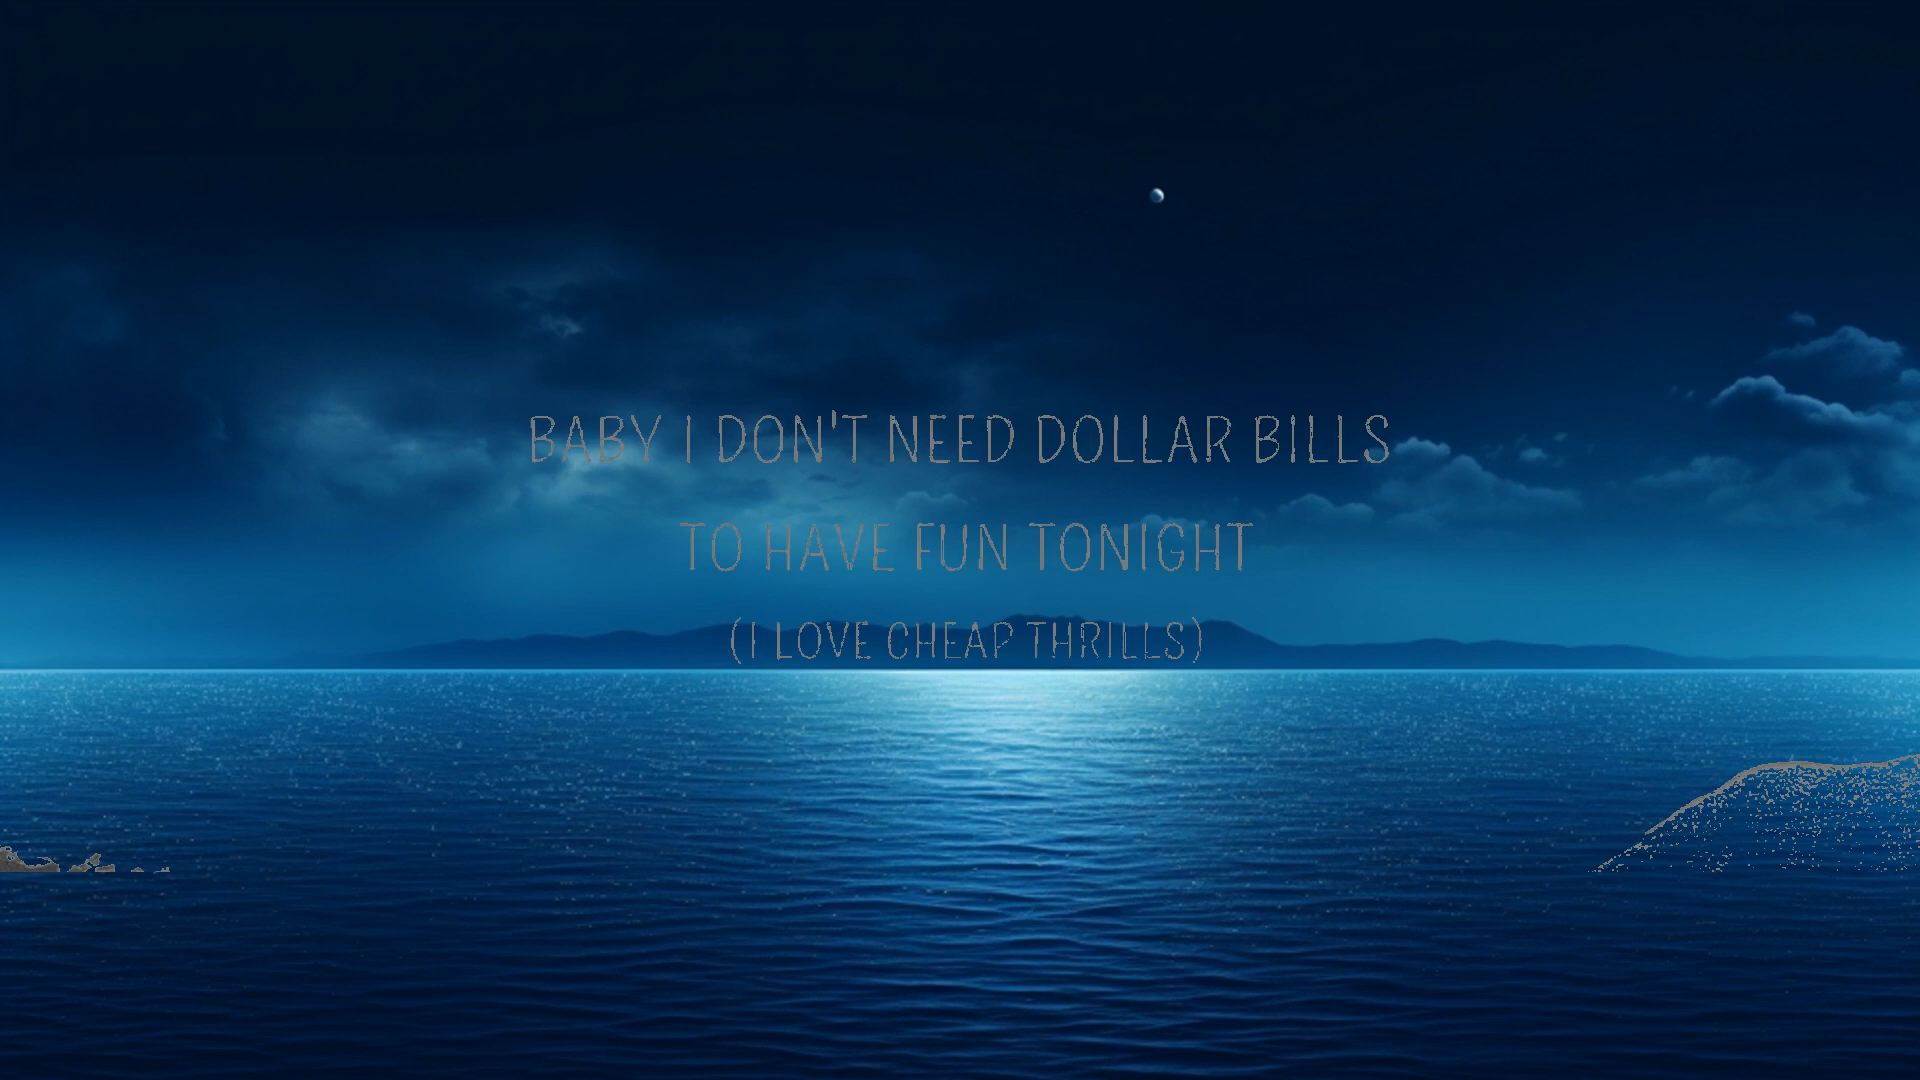 BABY I DON'T NEED DOLLAR BILLS
TO HAVE FUN TONIGHT
(I LOVE CHEAP THRILLS)